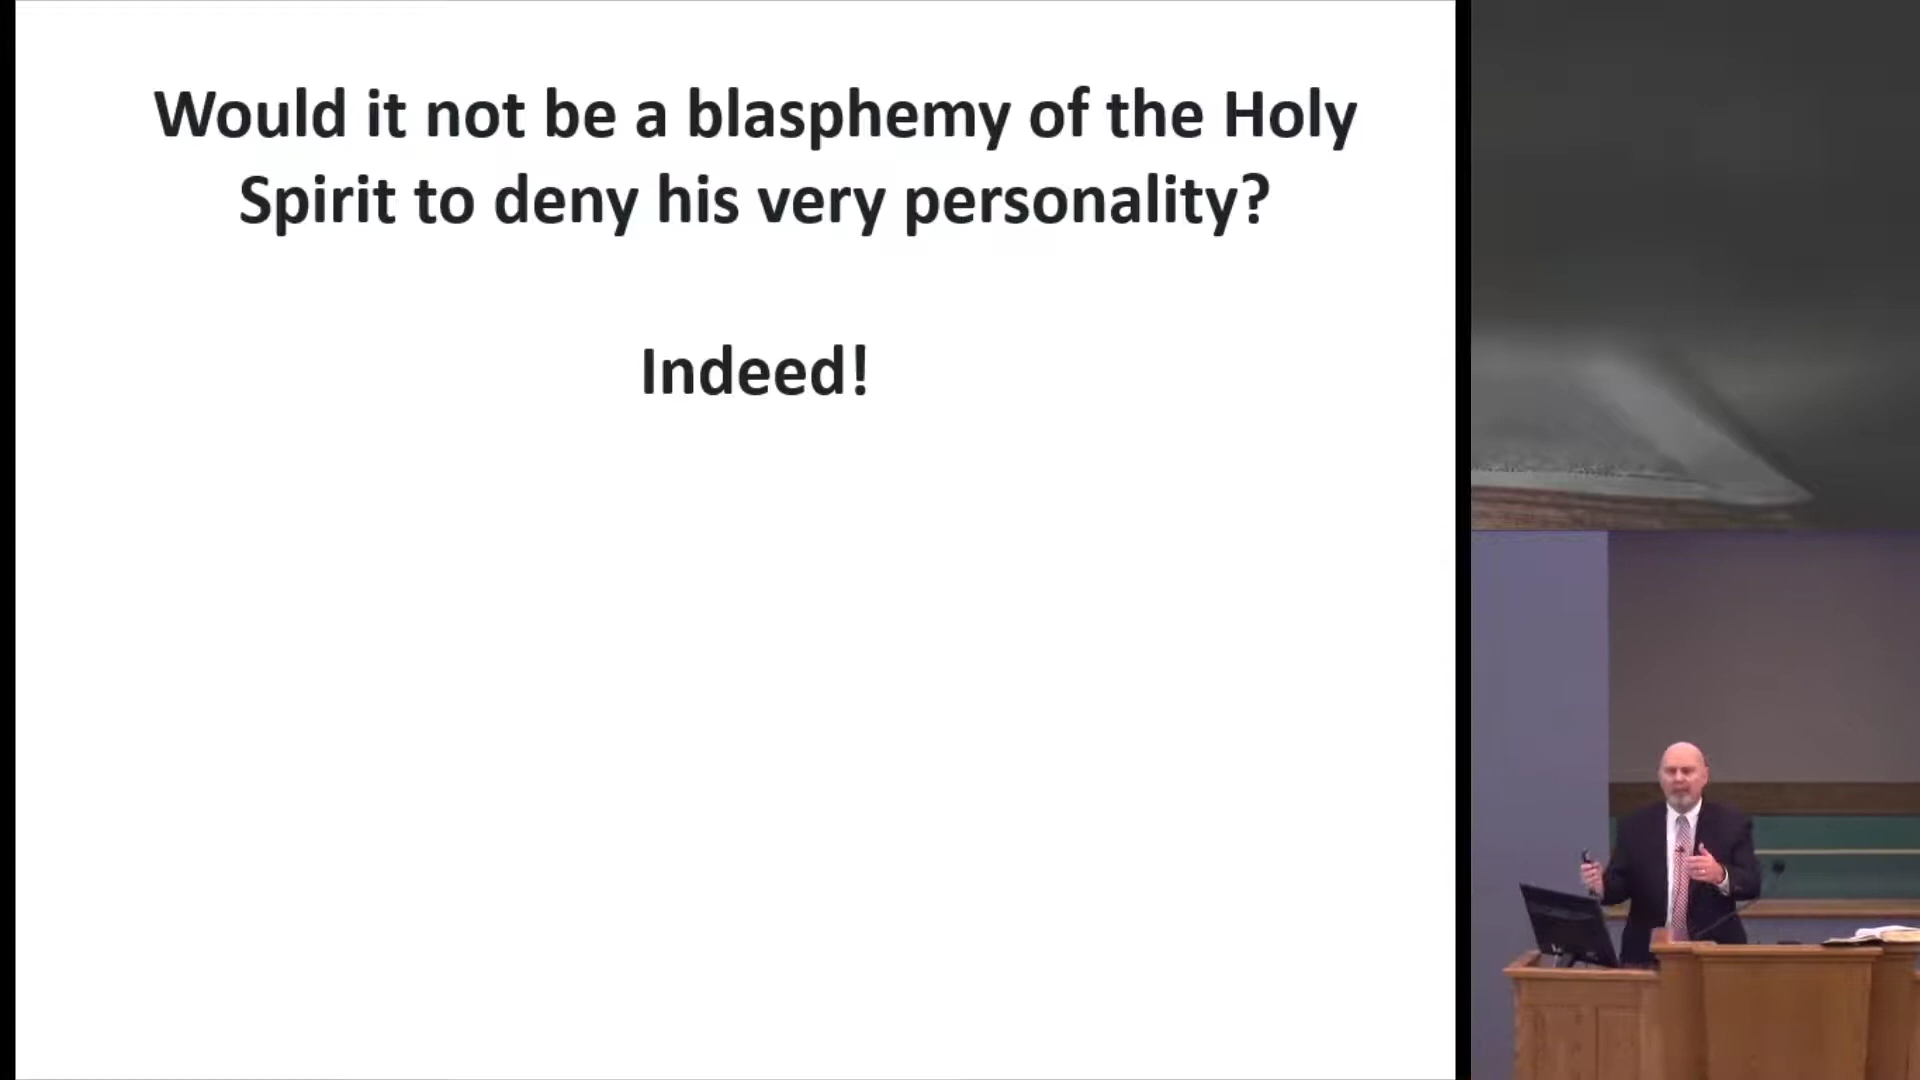 Would it not be a blasphemy of the Holy
Spirit to deny his very personality?
Indeed!